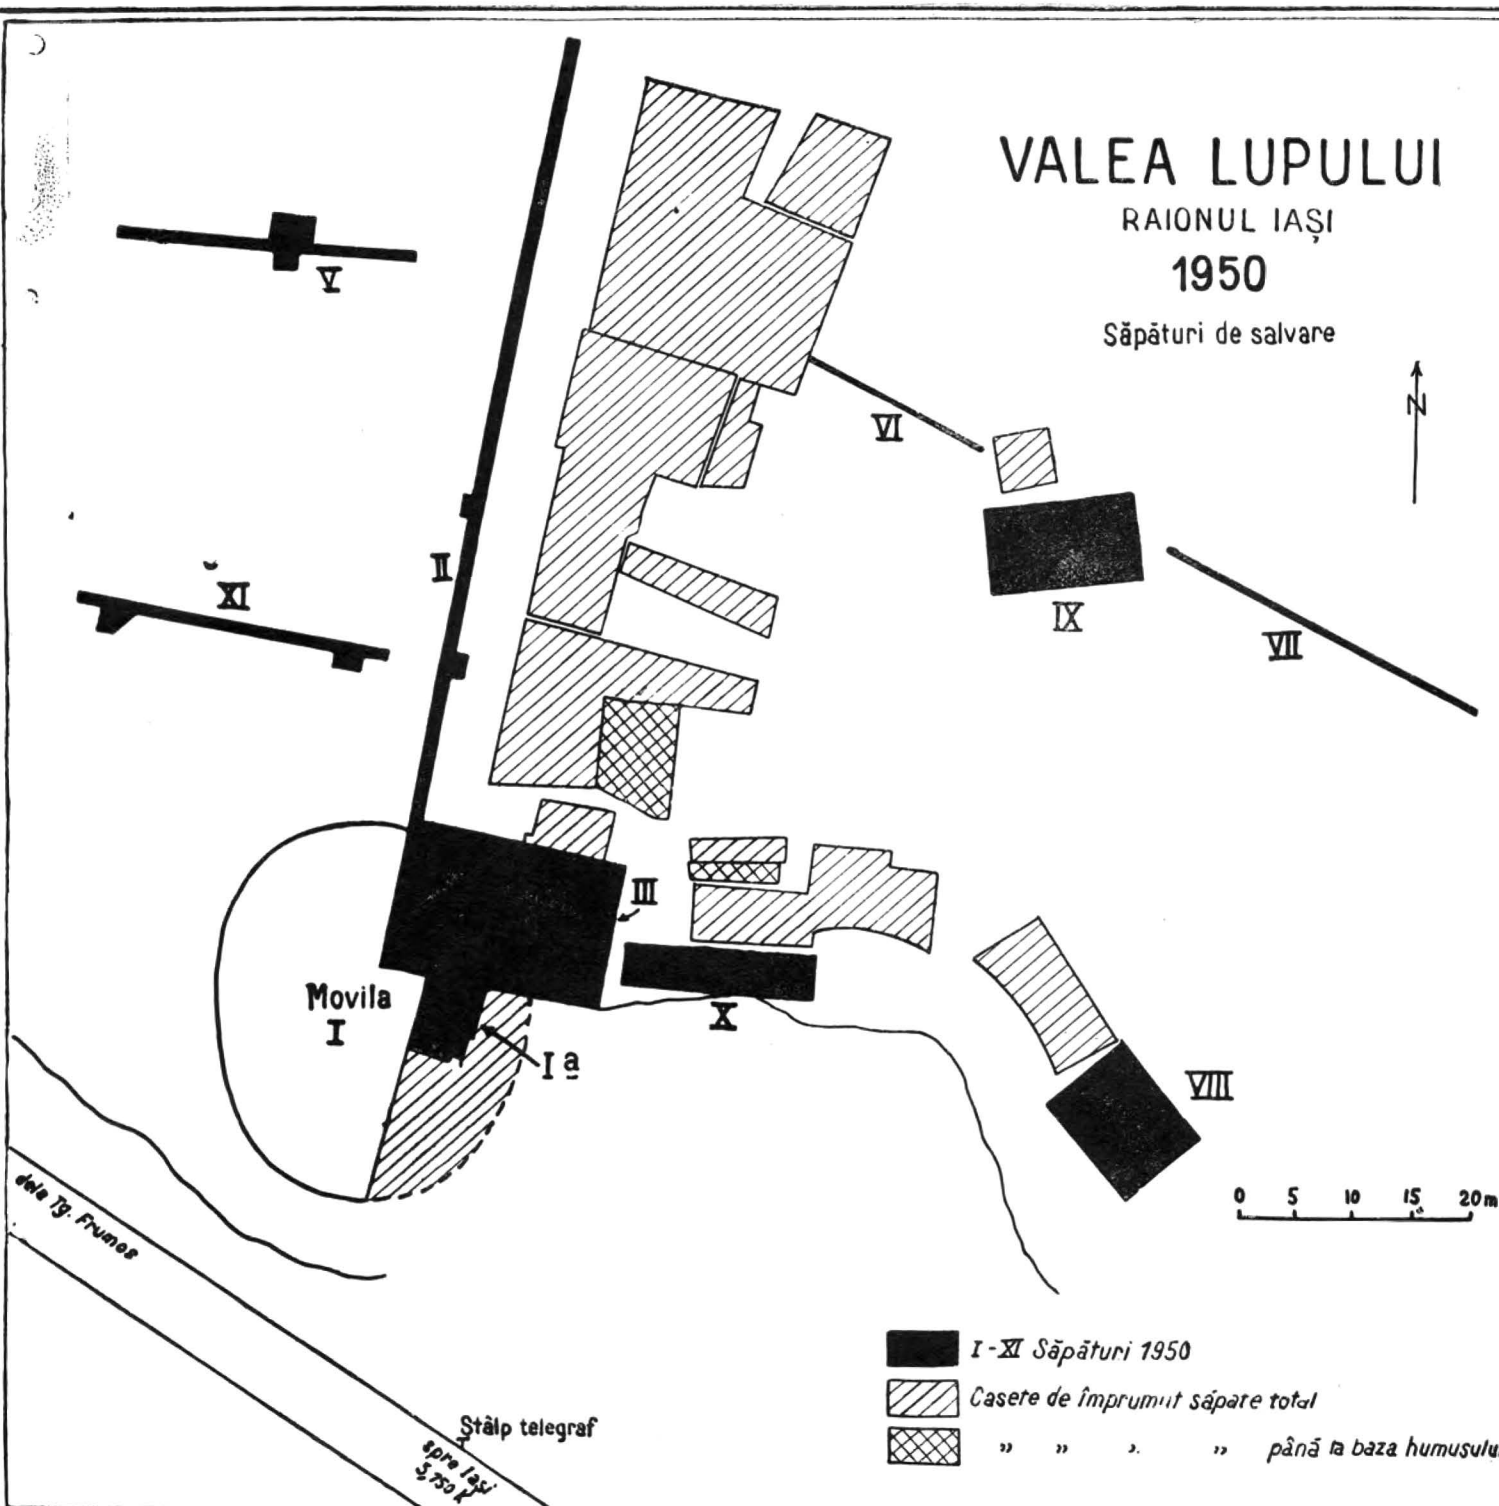 VALEA LUPULUI
RAIONUL IAȘI
1950
Săpături de salvare
N
V
VI
II
XI
IX
VII
III
Movila
I
X
I a
VIII
dela Tg. Frumos
0 5 10 15 20m
I-XI Săpături 1950
Casete de împrumut săpate total
„ „ „ „ până la baza humusului
Stâlp telegraf
spre Iași
5,750 K